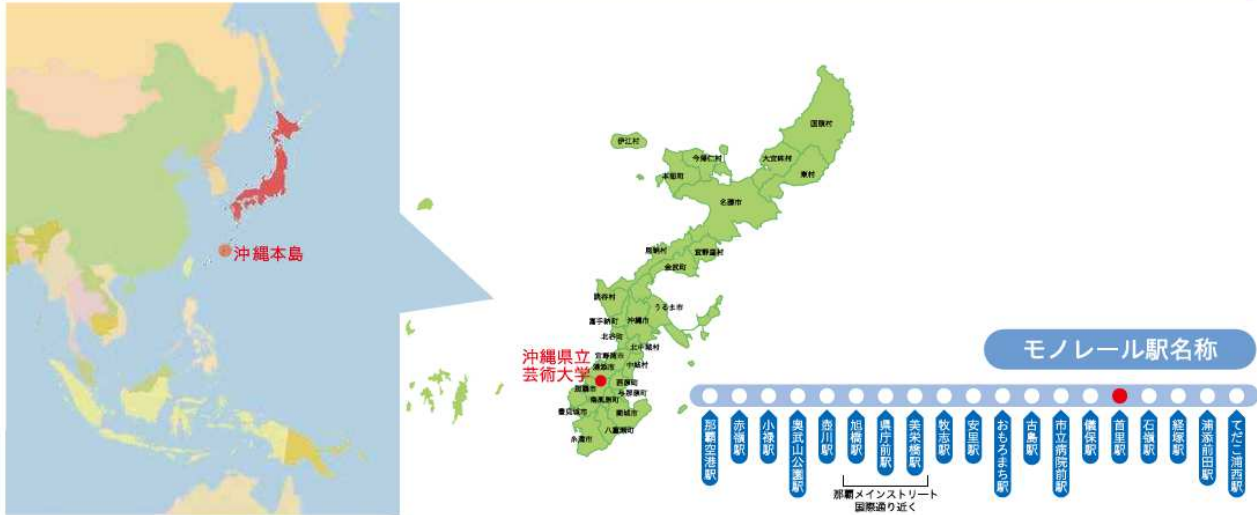 沖縄本島
国頭村
伊江村
今帰仁村
大宜味村
本部町
東村
名護市
恩納村
宜野座村
金武町
読谷村
うるま市
嘉手納町
沖縄市
北谷町
北中城村
宜野湾市
中城村
沖縄県立
芸術大学
浦添市
西原町
那覇市
与那原町
南風原町
豊見城市
南城市
八重瀬町
糸満市
モノレール駅名称
那覇空港駅
赤嶺駅
小禄駅
奥武山公園駅
壺川駅
旭橋駅
県庁前駅
美栄橋駅
牧志駅
安里駅
おもろまち駅
古島駅
市立病院前駅
儀保駅
首里駅
石嶺駅
経塚駅
浦添前田駅
てだこ浦西駅
那覇メインストリート
国際通り近く